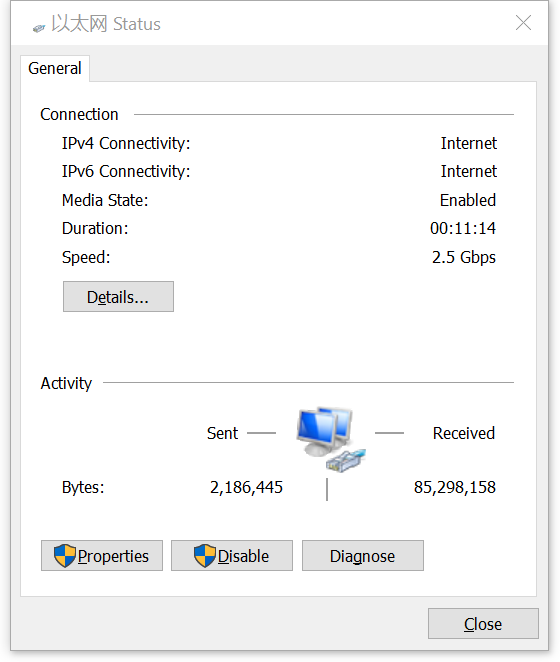 以太网 Status
General
Connection
IPv4 Connectivity: Internet
IPv6 Connectivity: Internet
Media State: Enabled
Duration: 00:11:14
Speed: 2.5 Gbps
Details...
Activity
Sent Received
Bytes: 2,186,445 85,298,158
Properties Disable Diagnose
Close